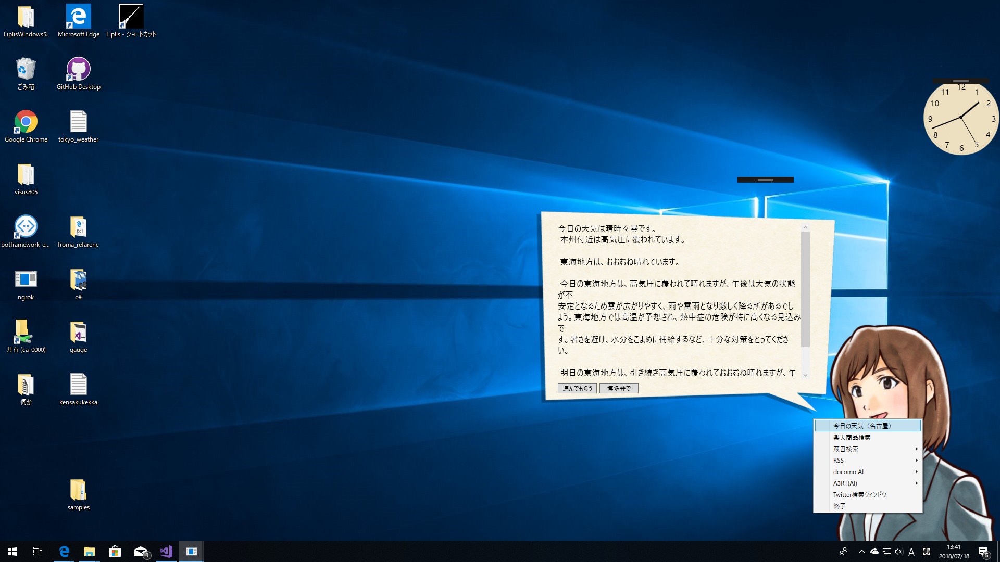 LiplisWindows5.
Microsoft Edge
Liplis - ショートカット
ごみ箱
GitHub Desktop
Google Chrome
tokyo_weather
visus805
botframework-e...
froma_refarenc
pdf
ngrok
c#
共有 (ca-0000)
gauge
伺か
kensakukekka
samples
12
1
2
3
4
5
6
7
8
9
10
11
今日の天気は晴時々曇です。
本州付近は高気圧に覆われています。
東海地方は、おおむね晴れています。
今日の東海地方は、高気圧に覆われて晴れますが、午後は大気の状態
が不
安定となるため雲が広がりやすく、雨や雷雨となり激しく降る所があるでし
ょう。東海地方では高温が予想され、熱中症の危険が特に高くなる見込み
で
す。暑さを避け、水分をこまめに補給するなど、十分な対策をとってくださ
い。
明日の東海地方は、引き続き高気圧に覆われておおむね晴れますが、午
読んでもらう
博多弁で
今日の天気（名古屋）
楽天商品検索
蔵書検索
RSS
docomo AI
A3RT(AI)
Twitter検索ウィンドウ
終了
1
A
J
13:41
2018/07/18
5